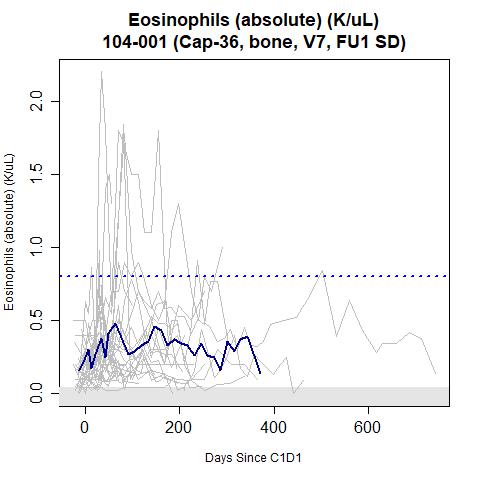 Eosinophils (absolute) (K/uL)
104-001 (Cap-36, bone, V7, FU1 SD)
Eosinophils (absolute) (K/uL)
2.0
1.5
1.0
0.5
0.0
0 200 400 600
Days Since C1D1